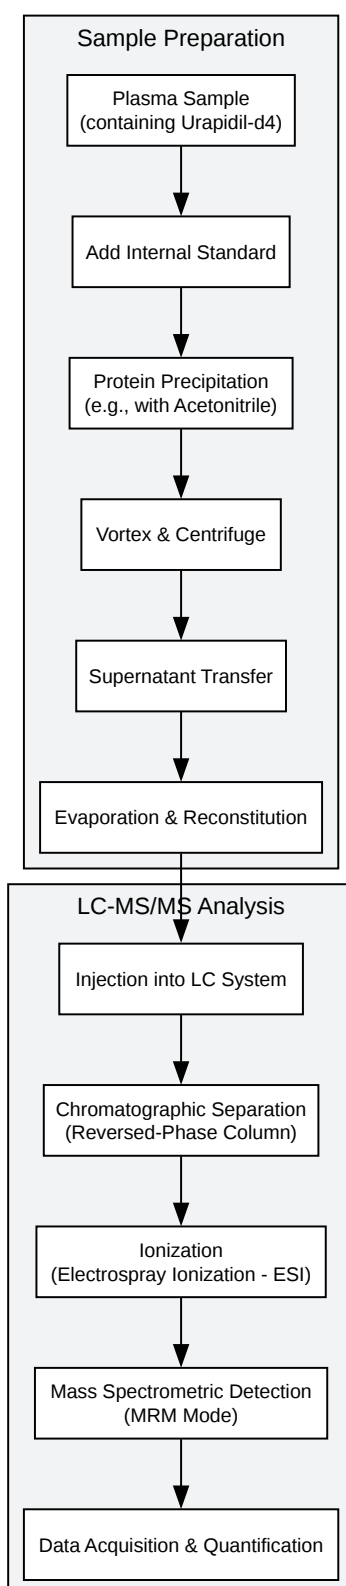 Sample Preparation
Plasma Sample
(containing Urapidil-d4)
Add Internal Standard
Protein Precipitation
(e.g., with Acetonitrile)
Vortex & Centrifuge
Supernatant Transfer
Evaporation & Reconstitution
LC-MS/MS Analysis
Injection into LC System
Chromatographic Separation
(Reversed-Phase Column)
Ionization
(Electrospray Ionization - ESI)
Mass Spectrometric Detection
(MRM Mode)
Data Acquisition & Quantification